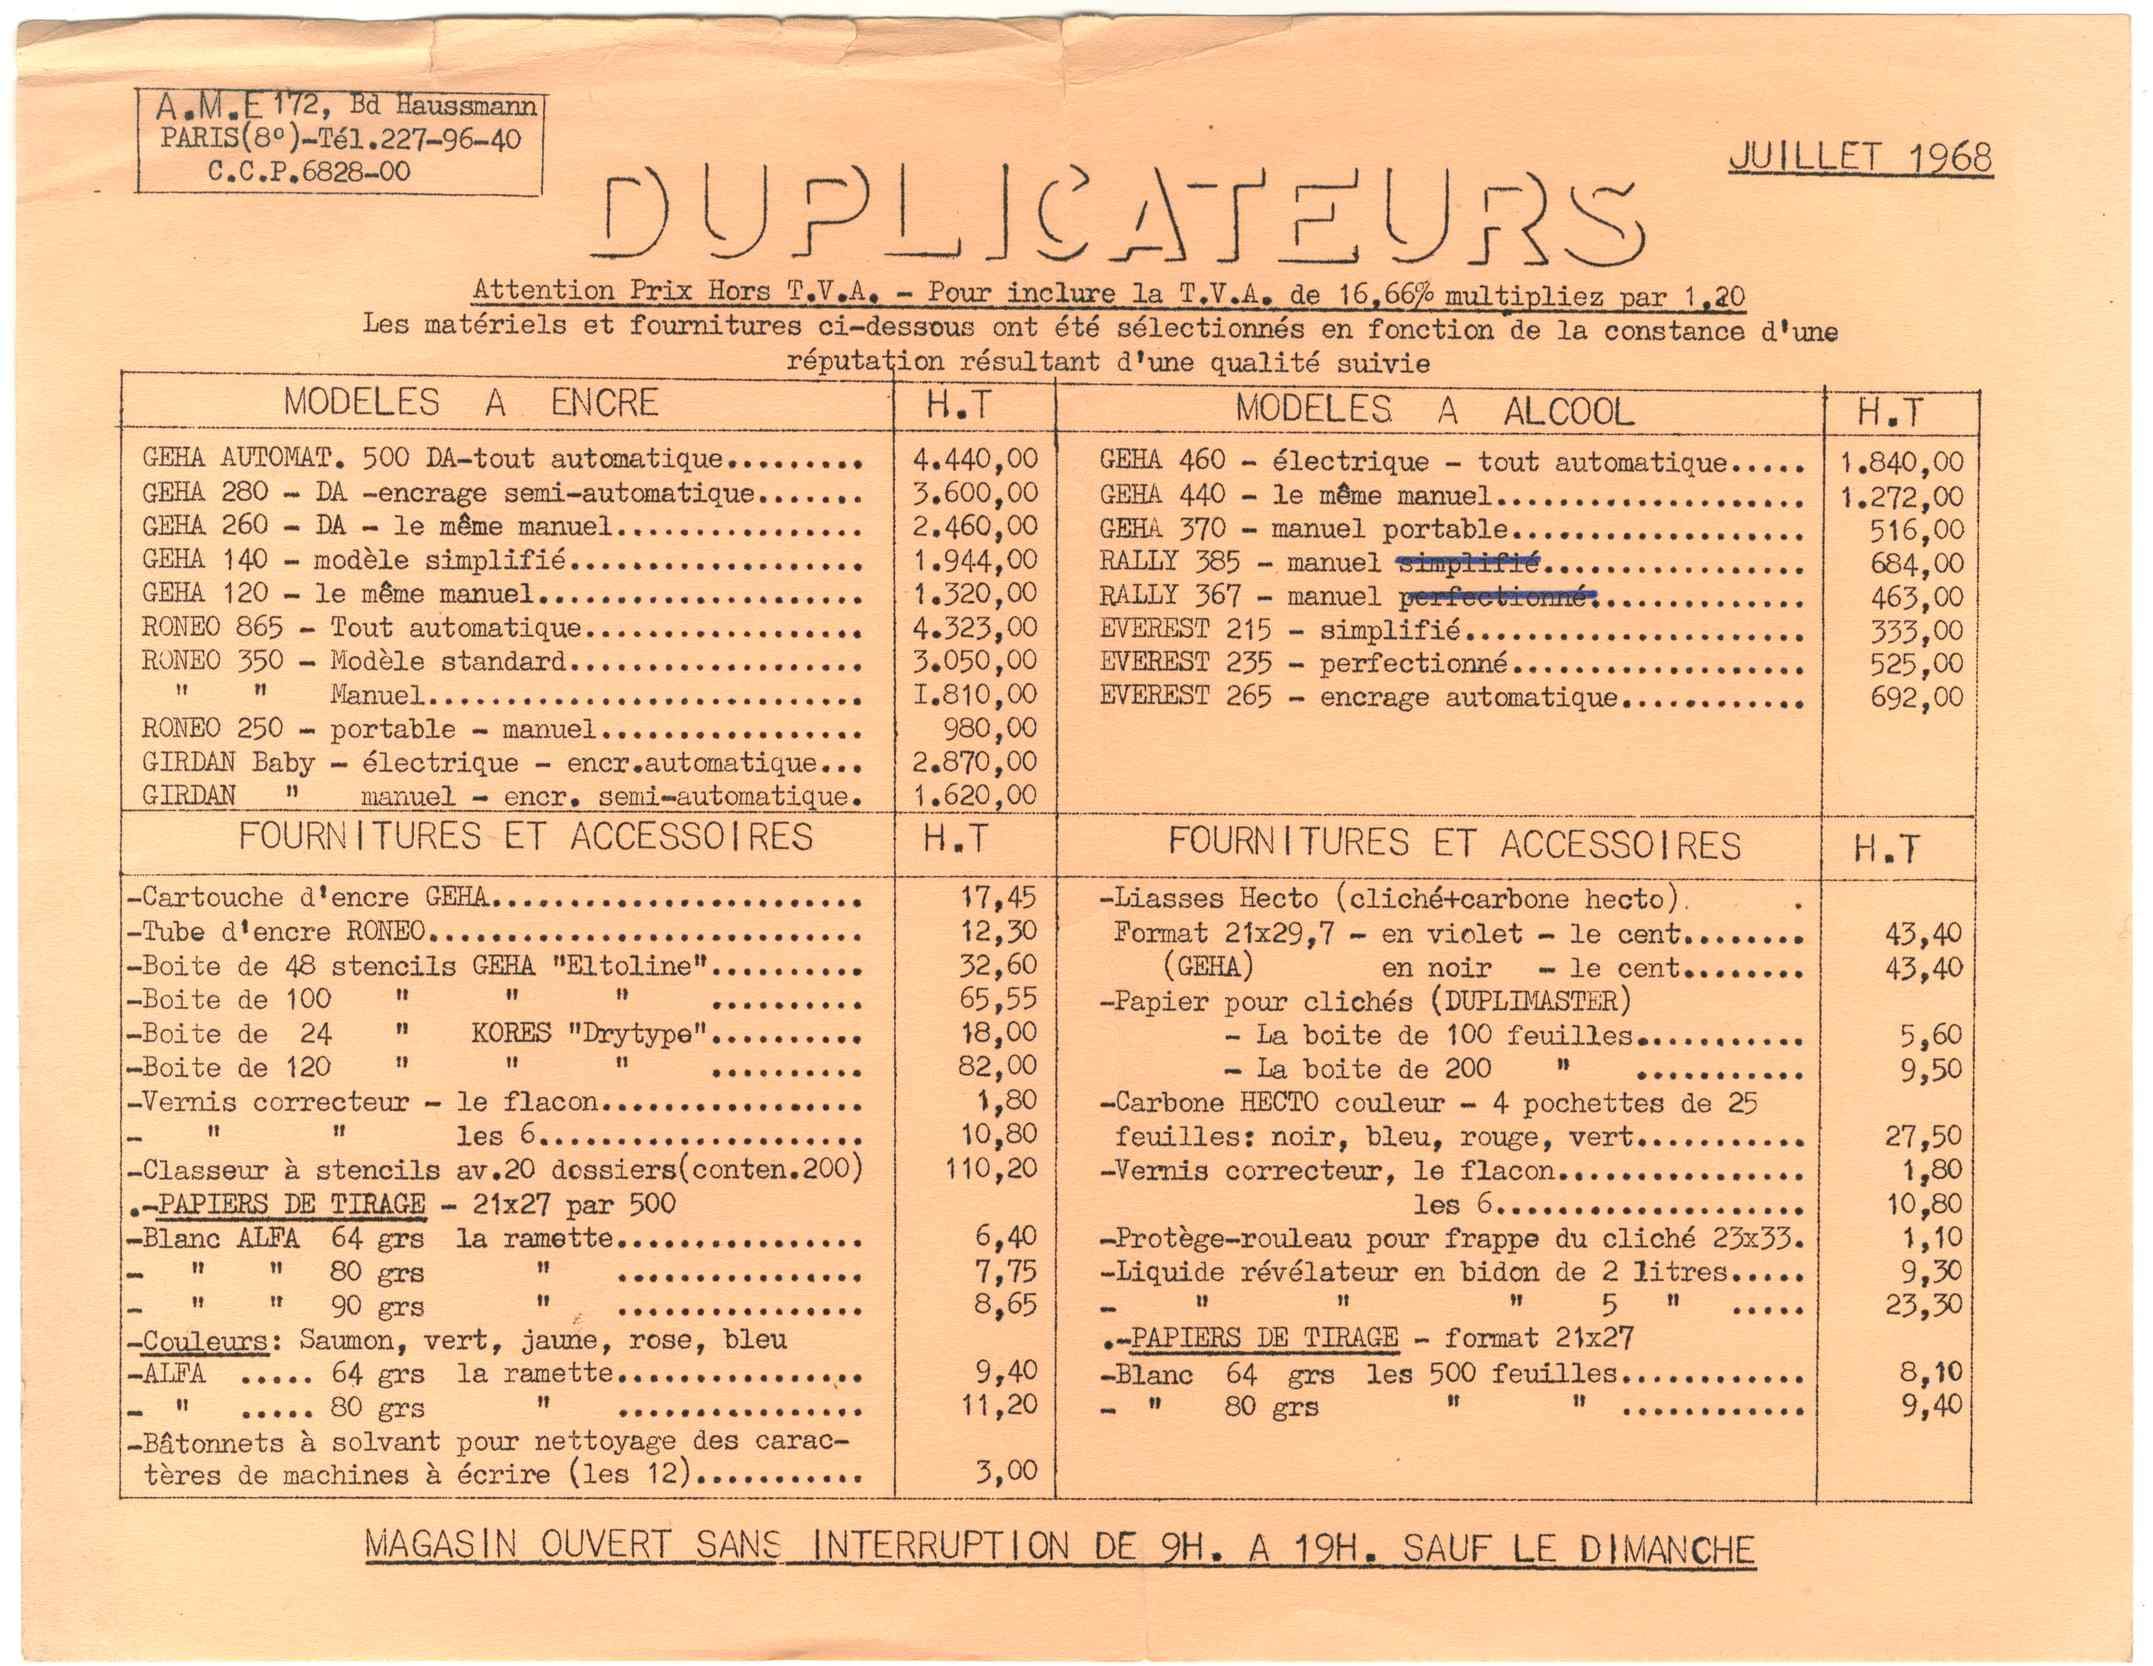 A.M.E 172, Bd Haussmann
PARIS(8°)-Tél.227-96-40
C.C.P.6828-00
JUILLET 1968
DUPLICATEURS
Attention Prix Hors T.V.A. - Pour inclure la T.V.A. de 16,66% multipliez par 1,20
Les matériels et fournitures ci-dessous ont été sélectionnés en fonction de la constance d'une
réputation résultant d'une qualité suivie
MODELES A ENCRE H.T
GEHA AUTOMAT. 500 DA-tout automatique......... 4.440,00
GEHA 280 - DA -encrage semi-automatique....... 3.600,00
GEHA 260 - DA - le même manuel................ 2.460,00
GEHA 140 - modèle simplifié................... 1.944,00
GEHA 120 - le même manuel..................... 1.320,00
RONEO 865 - Tout automatique.................. 4.323,00
RONEO 350 - Modèle standard................... 3.050,00
" " Manuel............................ I.810,00
RONEO 250 - portable - manuel................. 980,00
GIRDAN Baby - électrique - encr.automatique... 2.870,00
GIRDAN " manuel - encr. semi-automatique. 1.620,00
FOURNITURES ET ACCESSOIRES H.T
-Cartouche d'encre GEHA........................ 17,45
-Tube d'encre RONEO............................ 12,30
-Boite de 48 stencils GEHA "Eltoline".......... 32,60
-Boite de 100 " " " .......... 65,55
-Boite de 24 " KORES "Drytype".......... 18,00
-Boite de 120 " " " .......... 82,00
-Vernis correcteur - le flacon................. 1,80
- " " les 6..................... 10,80
-Classeur à stencils av.20 dossiers(conten.200) 110,20
.-PAPIERS DE TIRAGE - 21x27 par 500
-Blanc ALFA 64 grs la ramette................ 6,40
- " " 80 grs " ................ 7,75
- " " 90 grs " ................ 8,65
-Couleurs: Saumon, vert, jaune, rose, bleu
-ALFA ..... 64 grs la ramette................ 9,40
- " ..... 80 grs " ................ 11,20
-Bâtonnets à solvant pour nettoyage des carac-
tères de machines à écrire (les 12)........... 3,00
MODELES A ALCOOL H.T
GEHA 460 - électrique - tout automatique..... 1.840,00
GEHA 440 - le même manuel.................... 1.272,00
GEHA 370 - manuel portable................... 516,00
RALLY 385 - manuel simplifié................. 684,00
RALLY 367 - manuel perfectionné.............. 463,00
EVEREST 215 - simplifié...................... 333,00
EVEREST 235 - perfectionné................... 525,00
EVEREST 265 - encrage automatique............ 692,00
FOURNITURES ET ACCESSOIRES H.T
-Liasses Hecto (cliché+carbone hecto). .
Format 21x29,7 - en violet - le cent........ 43,40
(GEHA) en noir - le cent........ 43,40
-Papier pour clichés (DUPLIMASTER)
- La boite de 100 feuilles........... 5,60
- La boite de 200 " ........... 9,50
-Carbone HECTO couleur - 4 pochettes de 25
feuilles: noir, bleu, rouge, vert........... 27,50
-Vernis correcteur, le flacon................ 1,80
les 6.................... 10,80
-Protège-rouleau pour frappe du cliché 23x33. 1,10
-Liquide révélateur en bidon de 2 litres..... 9,30
- " " " 5 " ..... 23,30
.-PAPIERS DE TIRAGE - format 21x27
-Blanc 64 grs les 500 feuilles............ 8,10
- " 80 grs " " ............ 9,40
MAGASIN OUVERT SANS INTERRUPTION DE 9H. A 19H. SAUF LE DIMANCHE